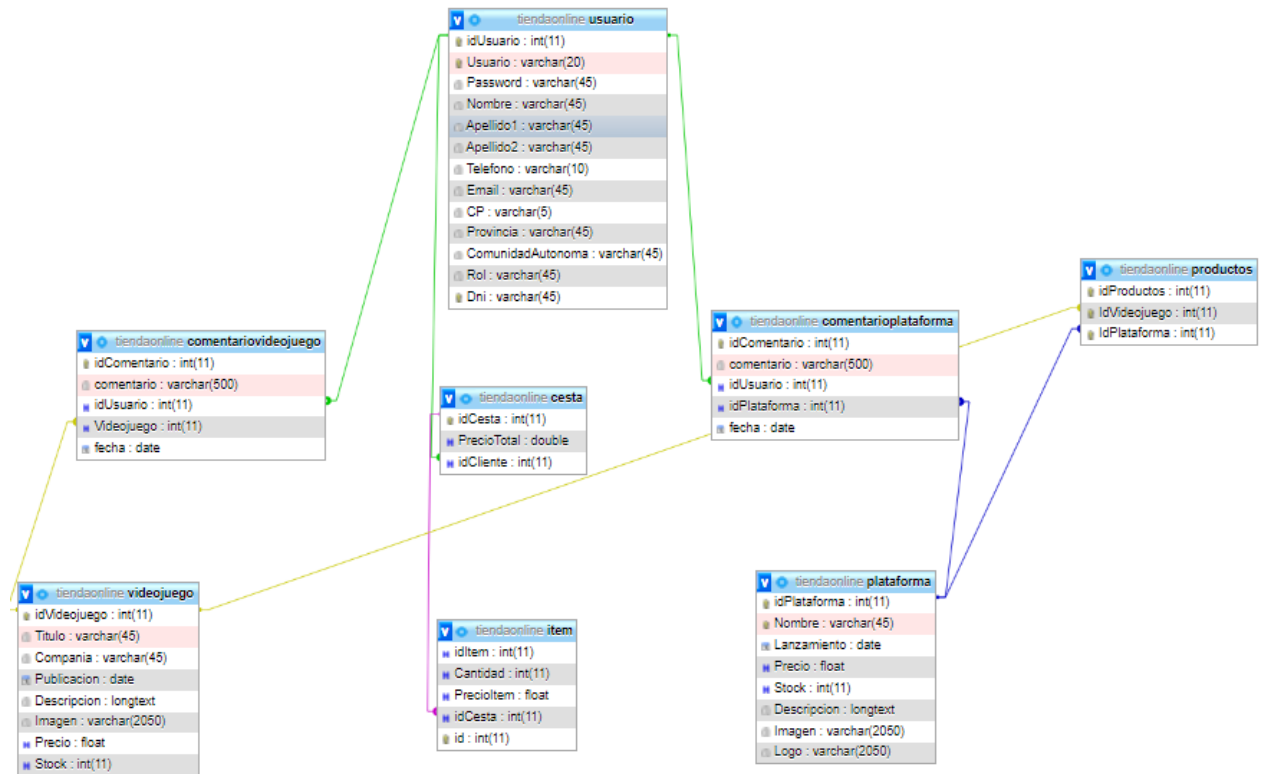 tiendaonline usuario
idUsuario : int(11)
Usuario : varchar(20)
Password : varchar(45)
Nombre : varchar(45)
Apellido1 : varchar(45)
Apellido2 : varchar(45)
Telefono : varchar(10)
Email : varchar(45)
CP : varchar(5)
Provincia : varchar(45)
ComunidadAutonoma : varchar(45)
Rol : varchar(45)
Dni : varchar(45)
tiendaonline productos
idProductos : int(11)
IdVideojuego : int(11)
IdPlataforma : int(11)
tiendaonline comentarioplataforma
idComentario : int(11)
comentario : varchar(500)
idUsuario : int(11)
idPlataforma : int(11)
fecha : date
tiendaonline comentariovideojuego
idComentario : int(11)
comentario : varchar(500)
idUsuario : int(11)
Videojuego : int(11)
fecha : date
tiendaonline cesta
idCesta : int(11)
PrecioTotal : double
idCliente : int(11)
tiendaonline videojuego
idVideojuego : int(11)
Titulo : varchar(45)
Compania : varchar(45)
Publicacion : date
Descripcion : longtext
Imagen : varchar(2050)
Precio : float
Stock : int(11)
tiendaonline item
idItem : int(11)
Cantidad : int(11)
PrecioItem : float
idCesta : int(11)
id : int(11)
tiendaonline plataforma
idPlataforma : int(11)
Nombre : varchar(45)
Lanzamiento : date
Precio : float
Stock : int(11)
Descripcion : longtext
Imagen : varchar(2050)
Logo : varchar(2050)